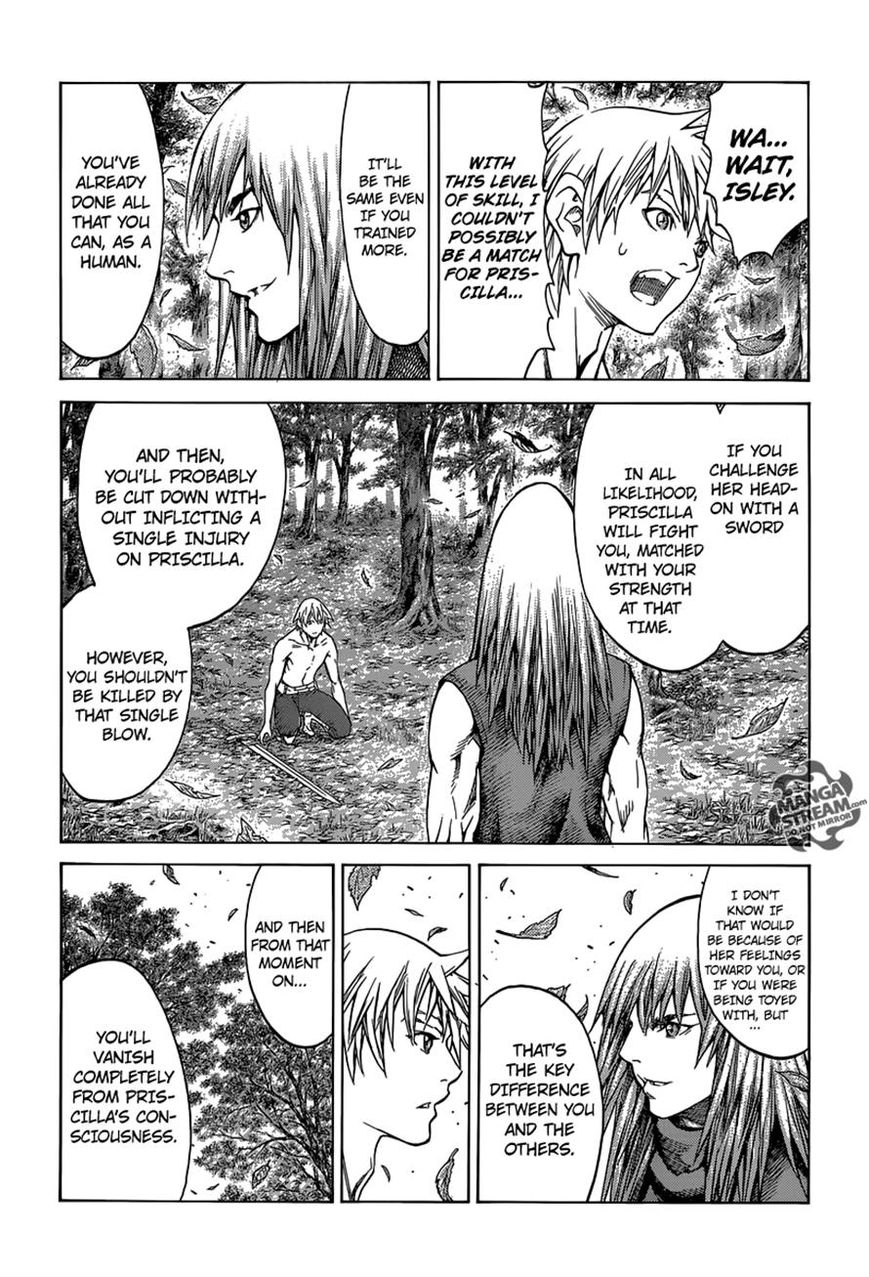 WA...
WAIT,
ISLEY.
WITH
THIS LEVEL
OF SKILL, I
COULDN'T
POSSIBLY
BE A MATCH
FOR PRIS-
CILLA...
IT'LL
BE THE
SAME EVEN
IF YOU
TRAINED
MORE.
YOU'VE
ALREADY
DONE ALL
THAT YOU
CAN, AS A
HUMAN.
IF YOU
CHALLENGE
HER HEAD-
ON WITH A
SWORD
IN ALL
LIKELIHOOD,
PRISCILLA
WILL FIGHT
YOU, MATCHED
WITH YOUR
STRENGTH
AT THAT
TIME.
AND THEN,
YOU'LL PROBABLY
BE CUT DOWN WITH-
OUT INFLICTING A
SINGLE INJURY
ON PRISCILLA.
HOWEVER,
YOU SHOULDN'T
BE KILLED BY
THAT SINGLE
BLOW.
MANGA
STREAM.com
DO NOT MIRROR
I DON'T
KNOW IF
THAT WOULD
BE BECAUSE OF
HER FEELINGS
TOWARD YOU, OR
IF YOU WERE
BEING TOYED
WITH, BUT
...
THAT'S
THE KEY
DIFFERENCE
BETWEEN YOU
AND THE
OTHERS.
AND THEN
FROM THAT
MOMENT
ON...
YOU'LL
VANISH
COMPLETELY
FROM PRIS-
CILLA'S CON-
SCIOUSNESS.